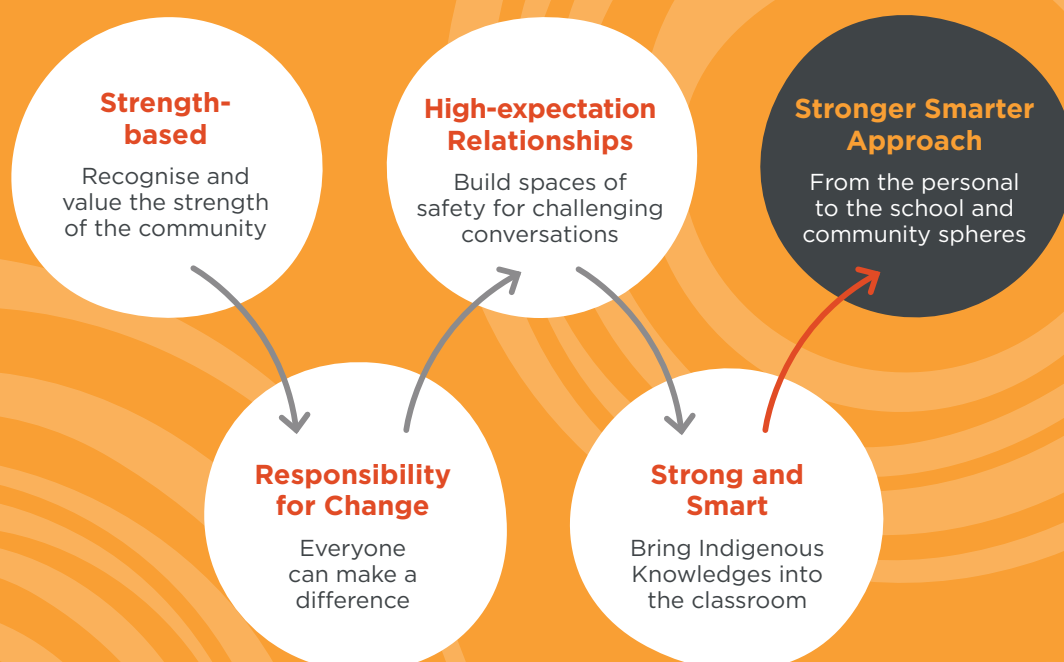 Strength-
based
Recognise and
value the strength
of the community
Responsibility
for Change
Everyone
can make a
difference
High-expectation
Relationships
Build spaces of
safety for challenging
conversations
Strong and
Smart
Bring Indigenous
Knowledges into
the classroom
Stronger Smarter
Approach
From the personal
to the school and
community spheres